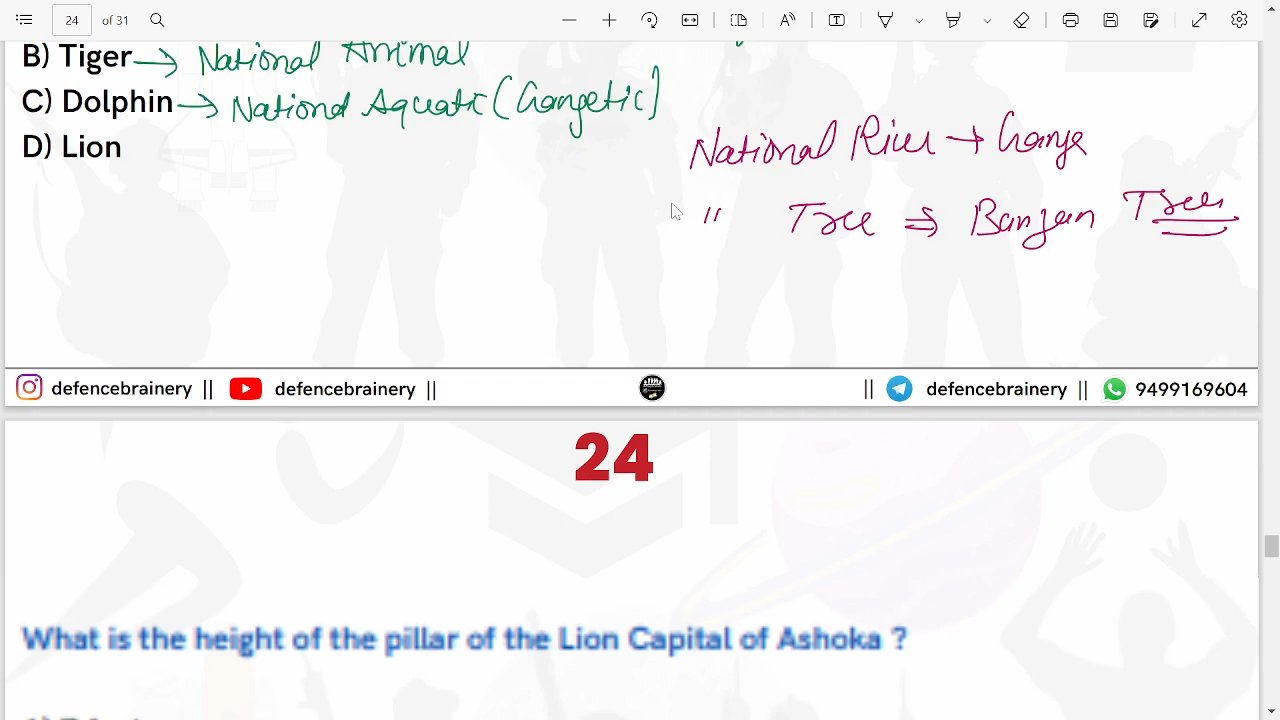 24 of 31
B) Tiger → National Animal
C) Dolphin → National Aquatic (Gangetic)
D) Lion
National River → Ganga
" Tree ⇒ Banyan Tree
defencebrainery || defencebrainery || || defencebrainery || 9499169604
24
What is the height of the pillar of the Lion Capital of Ashoka ?